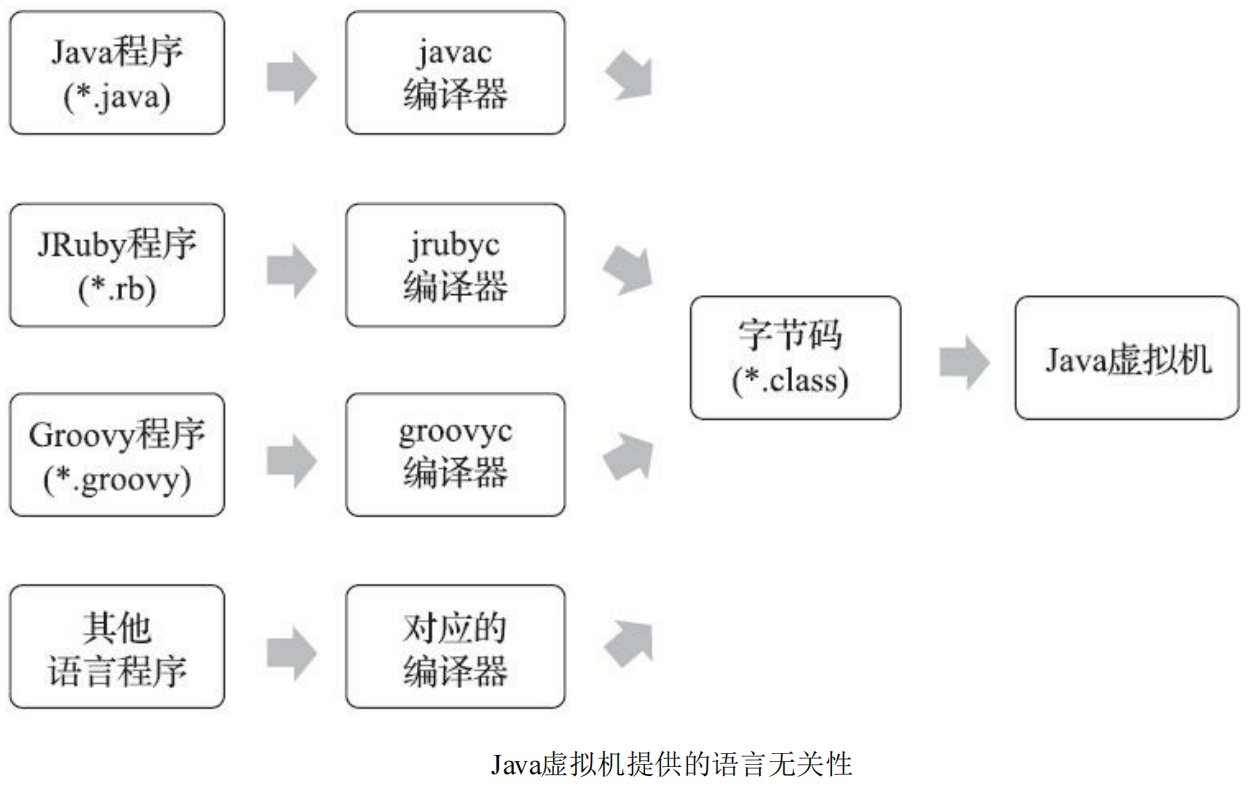 Java程序
(*.java)
javac
编译器
JRuby程序
(*.rb)
jrubyc
编译器
Groovy程序
(*.groovy)
groovyc
编译器
其他
语言程序
对应的
编译器
字节码
(*.class)
Java虚拟机
Java虚拟机提供的语言无关性